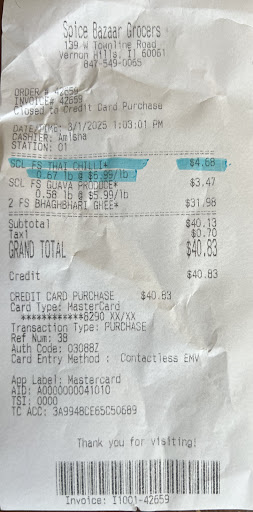 Spice Bazaar Grocers
139 W Townline Road
Vernon Hills, Il 60061
847-549-0065
ORDER# 42659
INVOICE# 42659
Closed to Credit Card Purchase
DATE/TIME: 3/1/2025 1:03:01 PM
CASHIER: Amisha
STATION: 01
SCL FS THAI CHILLI* $4.68
0.67 lb @ $6.99/lb
SCL FS GUAVA PRODUCE* $3.47
0.58 lb @ $5.99/lb
2 FS BHAGHBHARI GHEE* $31.98
Subtotal $40.13
Tax1 $0.70
GRAND TOTAL $40.83
Credit $40.83
CREDIT CARD PURCHASE $40.83
Card Type: MasterCard
************8290 XX/XX
Transaction Type: PURCHASE
Ref Num: 38
Auth Code: 03088Z
Card Entry Method : Contactless EMV
App Label: Mastercard
AID: A0000000041010
TSI: 0000
TC ACC: 3A9948CE65C50689
Thank you for visiting!
Invoice: I1001-42659